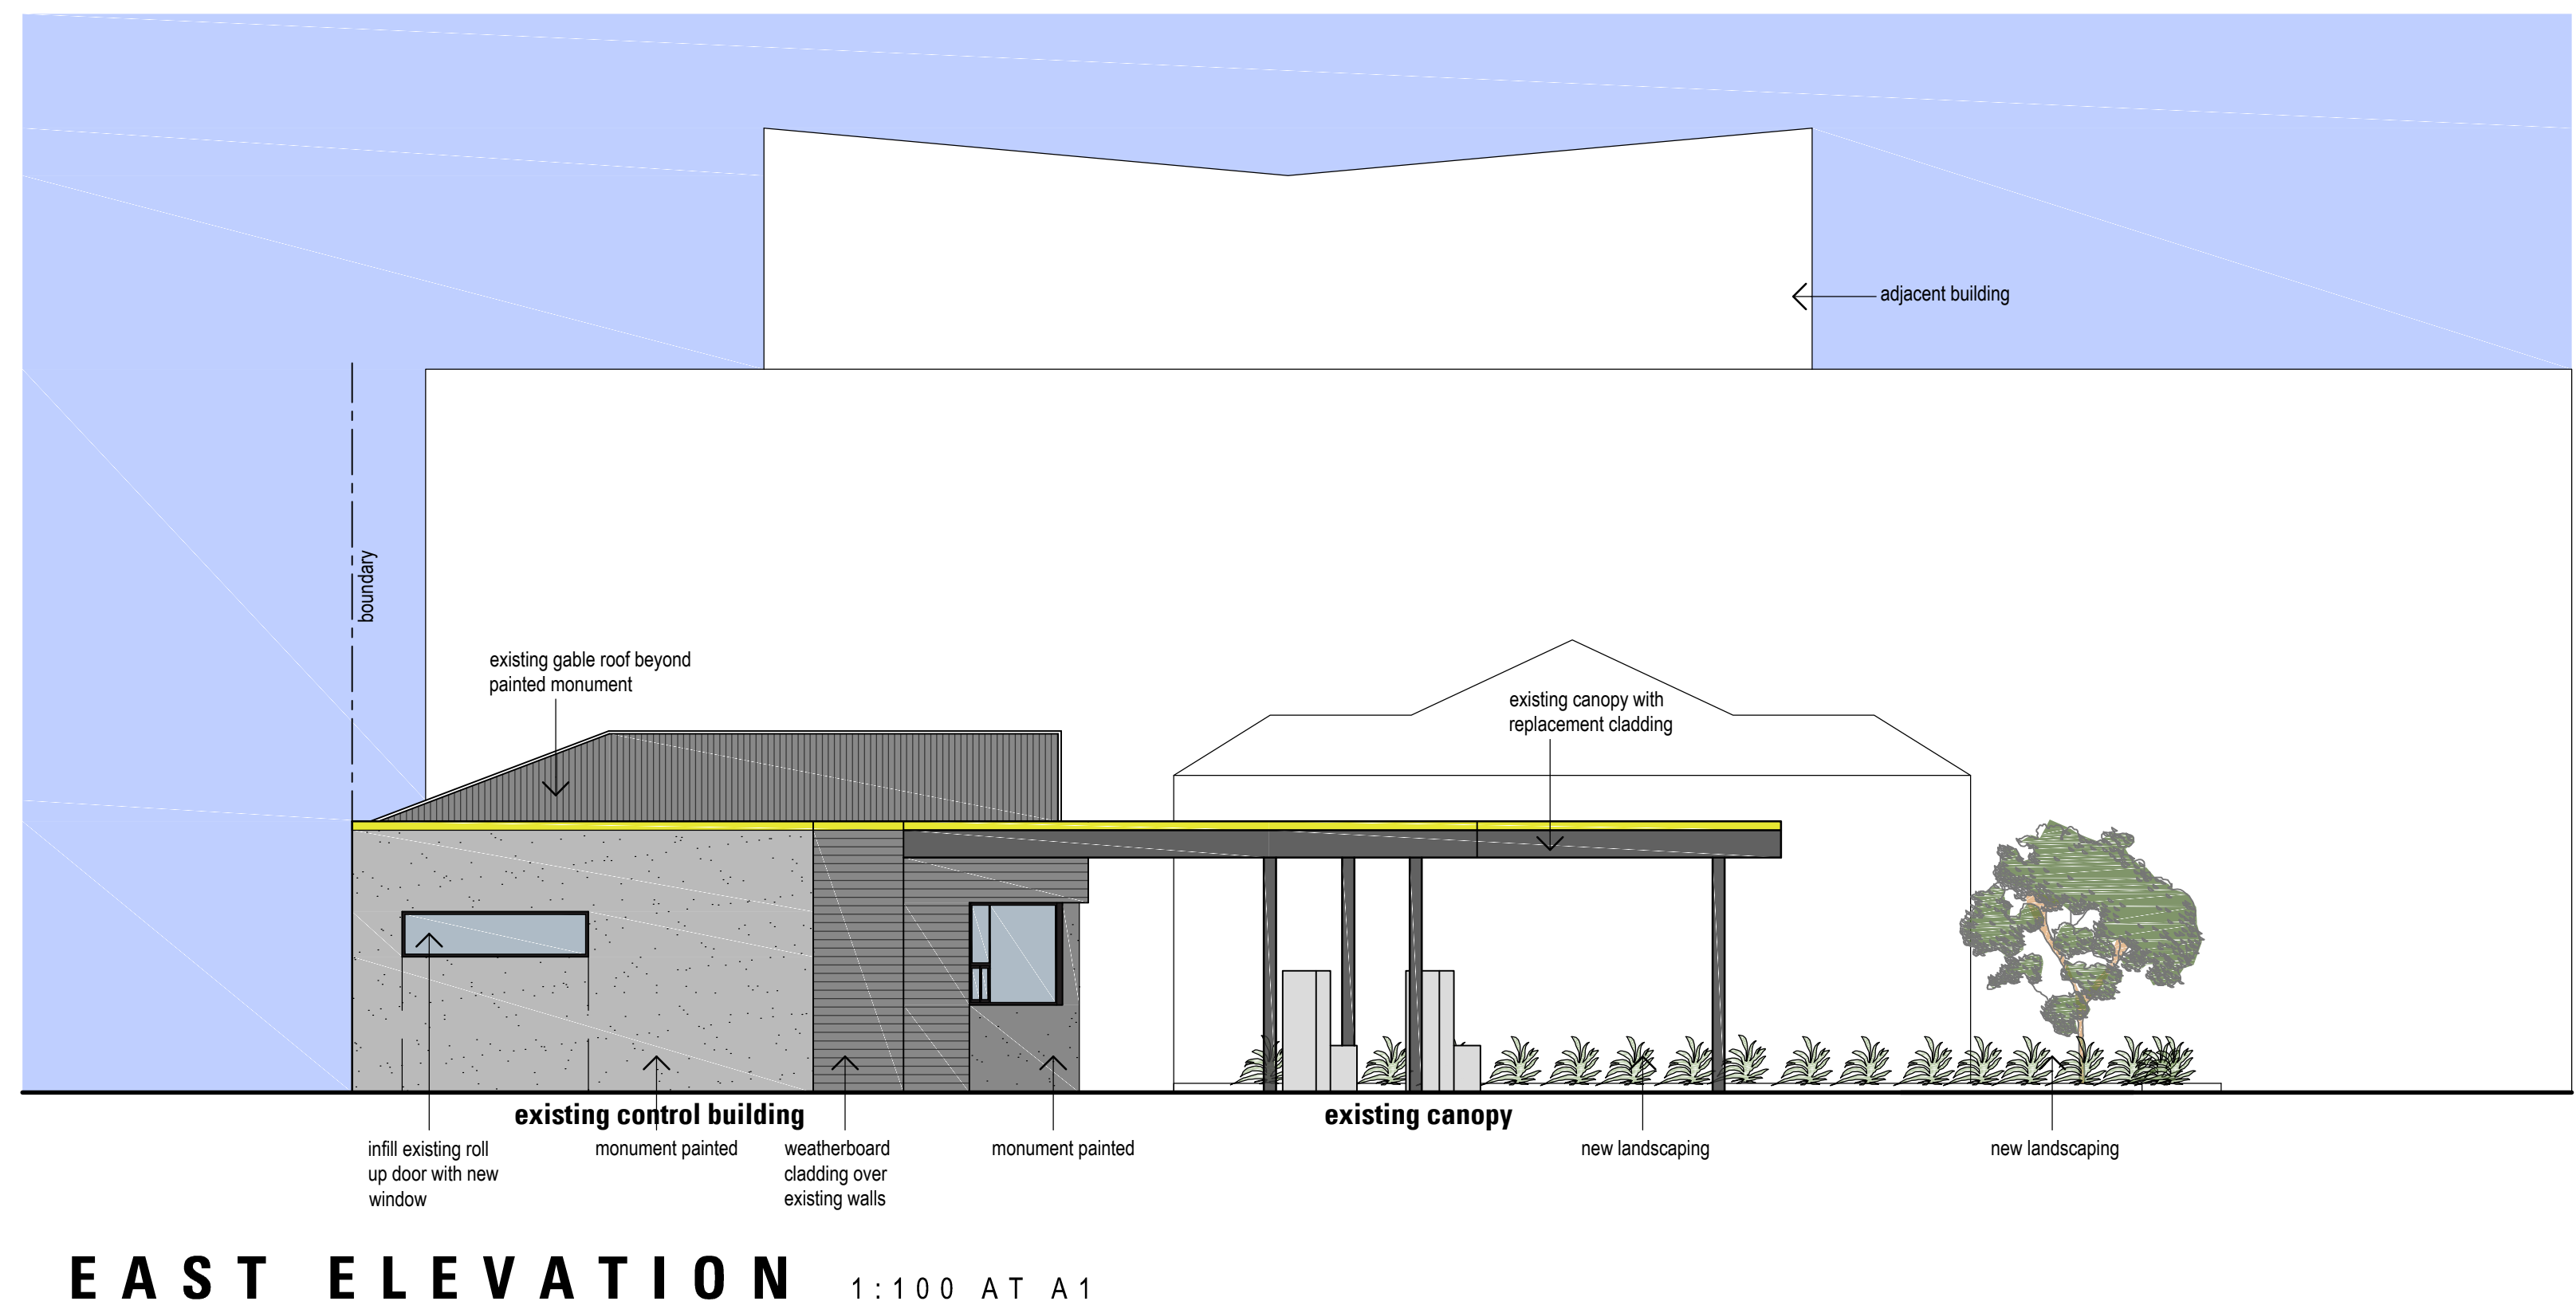 adjacent building
boundary
existing gable roof beyond
painted monument
existing canopy with
replacement cladding
existing control building
existing canopy
infill existing roll
up door with new
window
monument painted
weatherboard
cladding over
existing walls
monument painted
new landscaping
new landscaping
EAST ELEVATION 1:100 AT A1